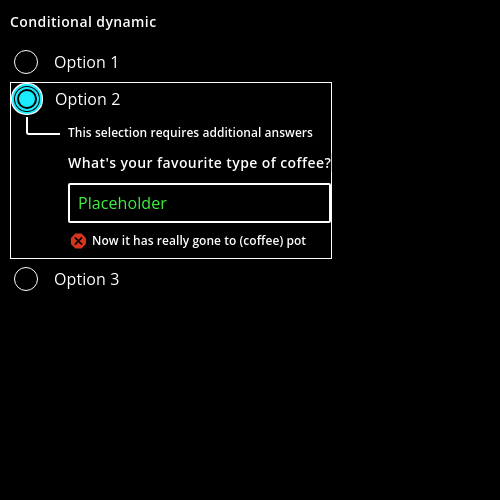 Conditional dynamic
Option 1
Option 2
This selection requires additional answers
What's your favourite type of coffee?
Placeholder
Now it has really gone to (coffee) pot
Option 3